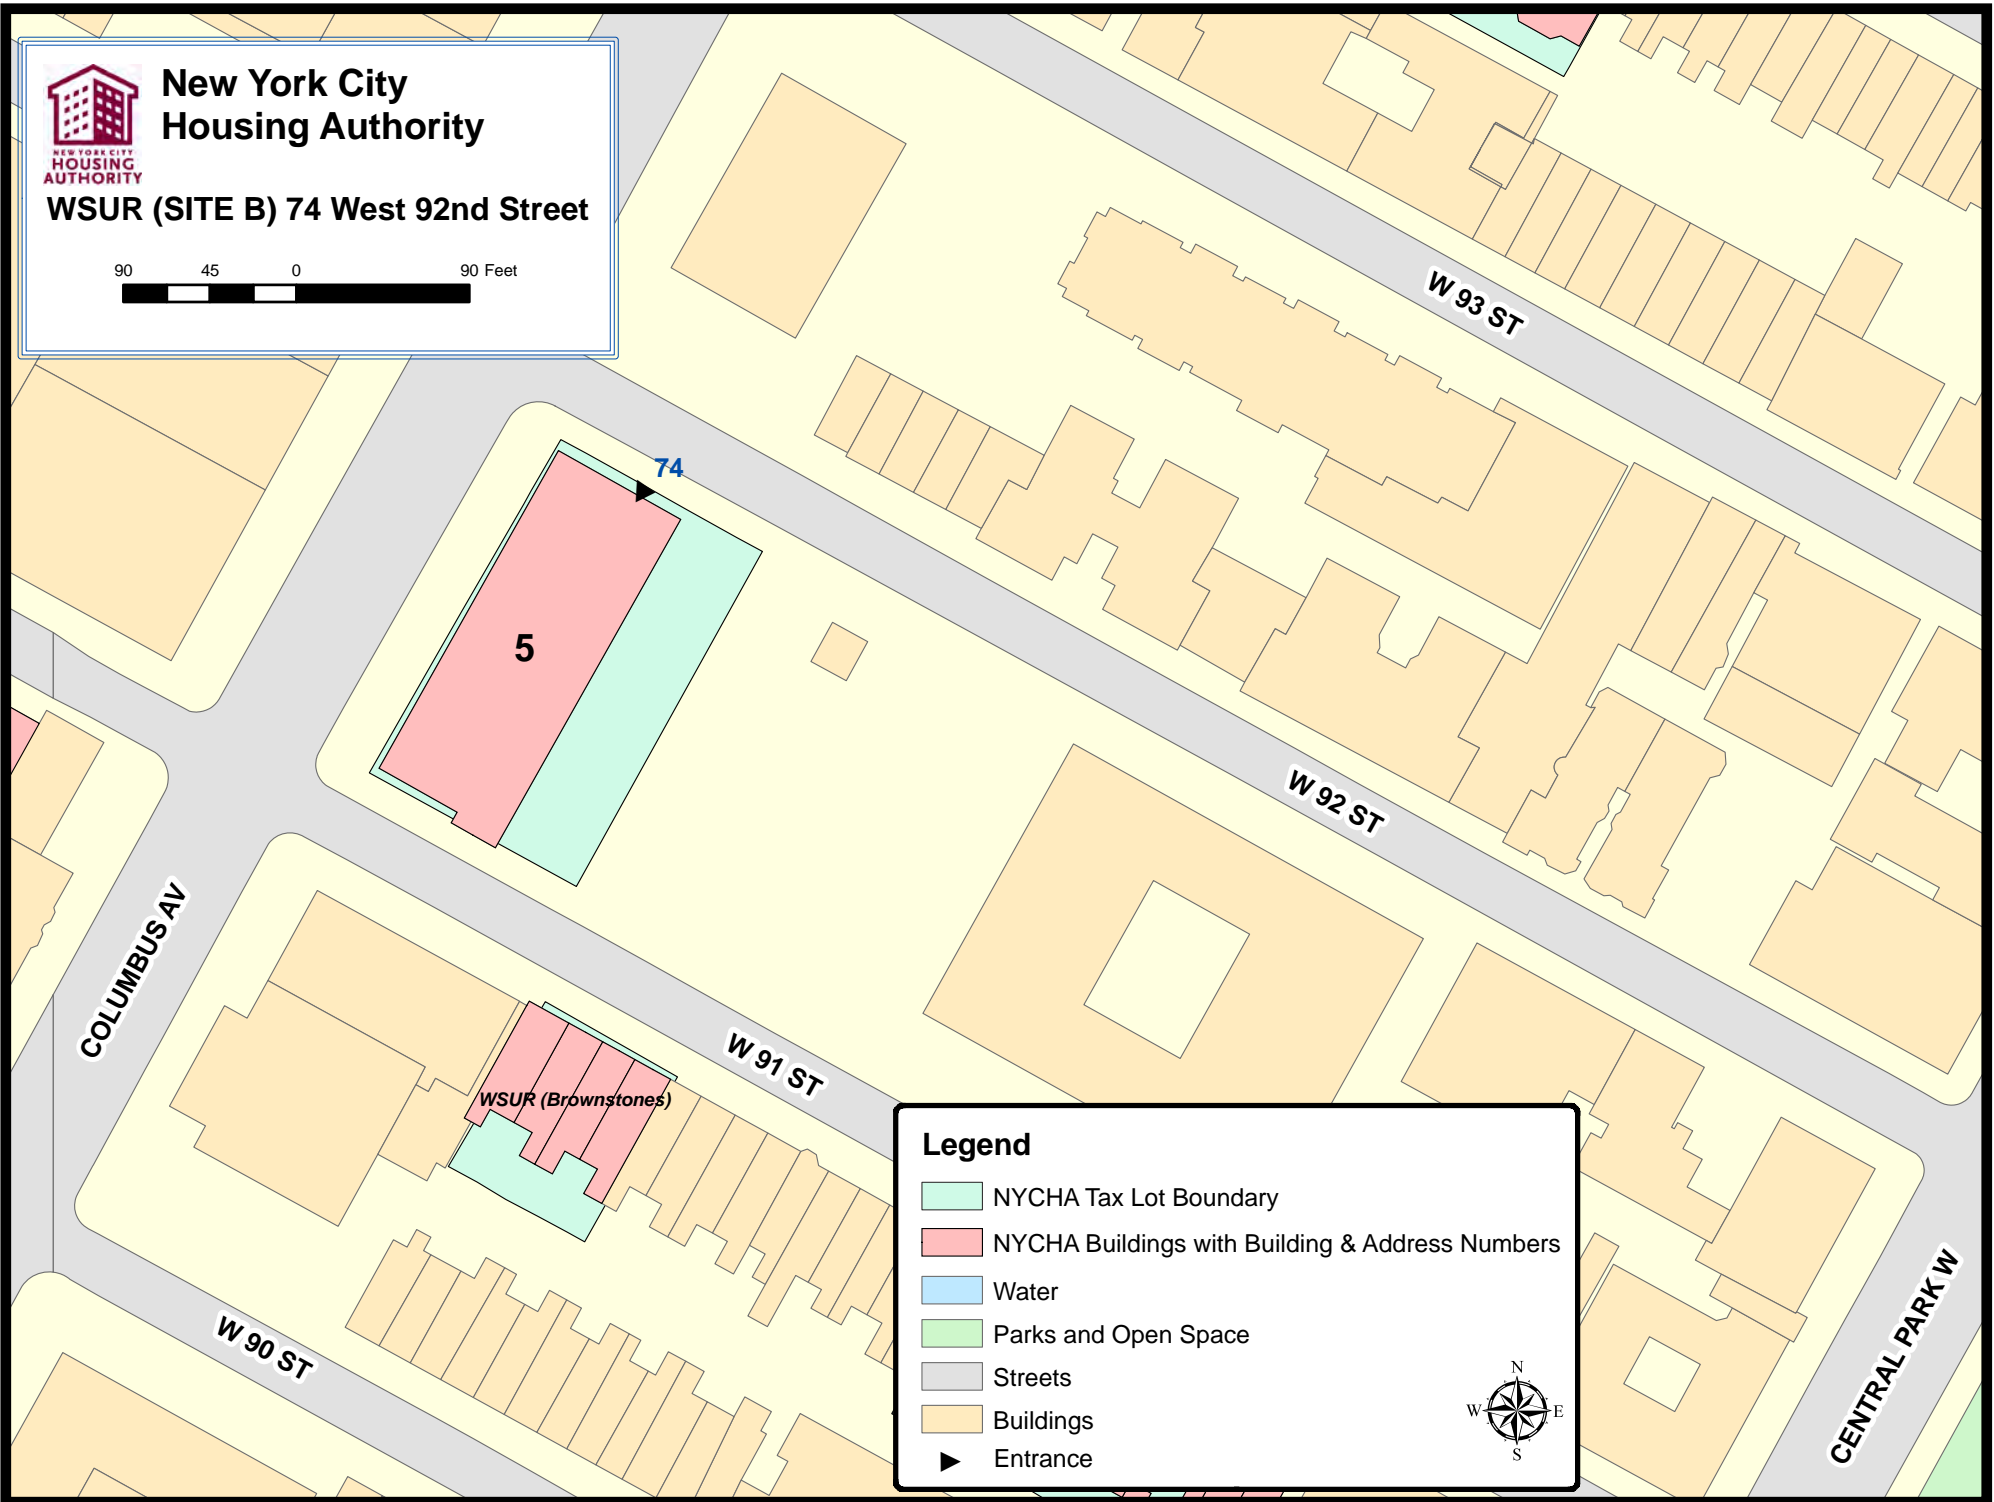 New York City
Housing Authority
NEW YORK CITY
HOUSING
AUTHORITY
WSUR (SITE B) 74 West 92nd Street
90 45 0 90 Feet
W 93 ST
74
5
W 92 ST
COLUMBUS AV
W 91 ST
WSUR (Brownstones)
W 90 ST
CENTRAL PARK W
Legend
NYCHA Tax Lot Boundary
NYCHA Buildings with Building & Address Numbers
Water
Parks and Open Space
Streets
Buildings
Entrance
N
W E
S